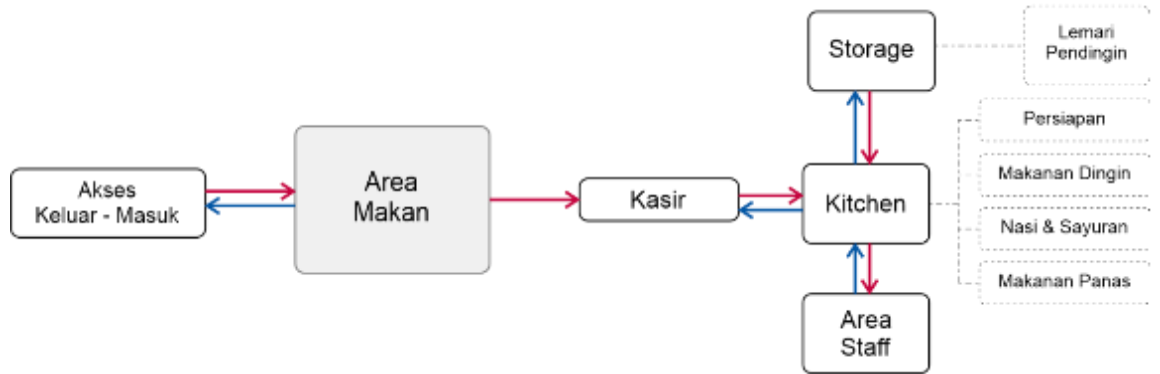 Akses
Keluar - Masuk
Area
Makan
Kasir
Storage
Kitchen
Area
Staff
Lemari
Pendingin
Persiapan
Makanan Dingin
Nasi & Sayuran
Makanan Panas